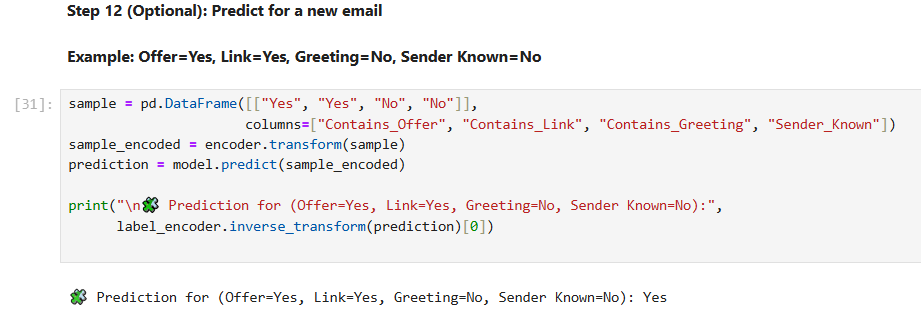 Step 12 (Optional): Predict for a new email
Example: Offer=Yes, Link=Yes, Greeting=No, Sender Known=No
[31]:
sample = pd.DataFrame([["Yes", "Yes", "No", "No"]],
columns=["Contains_Offer", "Contains_Link", "Contains_Greeting", "Sender_Known"])
sample_encoded = encoder.transform(sample)
prediction = model.predict(sample_encoded)
print("\n🧩 Prediction for (Offer=Yes, Link=Yes, Greeting=No, Sender Known=No):",
label_encoder.inverse_transform(prediction)[0])
🧩 Prediction for (Offer=Yes, Link=Yes, Greeting=No, Sender Known=No): Yes